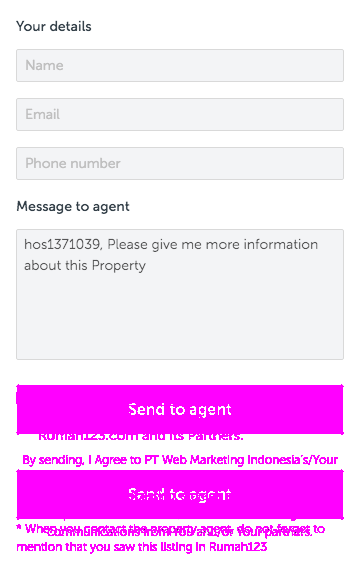 Your details
Name
Email
Phone number
Message to agent
hos1371039, Please give me more information
about this Property
Send to agent
Rumah123.com and its Partners.
By sending, I Agree to PT Web Marketing Indonesia's/Your
Send to agent
* When you contact the property agent, do not forget to
Communications from You and/or Your partners.
mention that you saw this listing in Rumah123